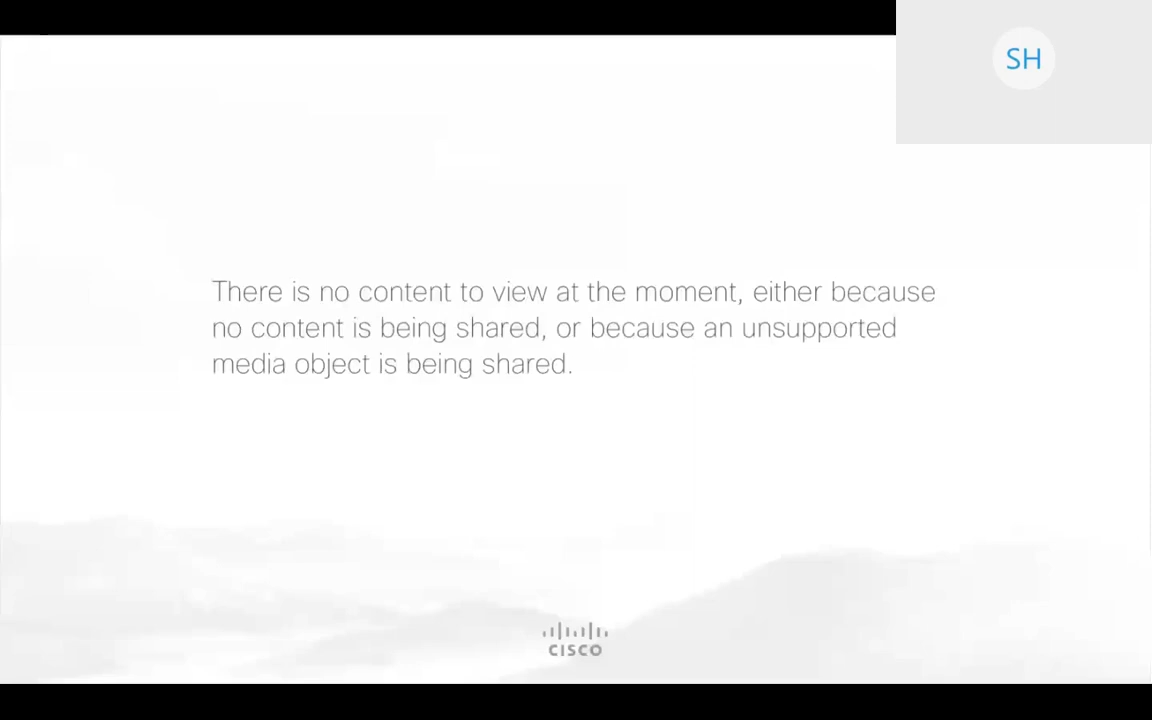 SH
There is no content to view at the moment, either because
no content is being shared, or because an unsupported
media object is being shared.
CISCO